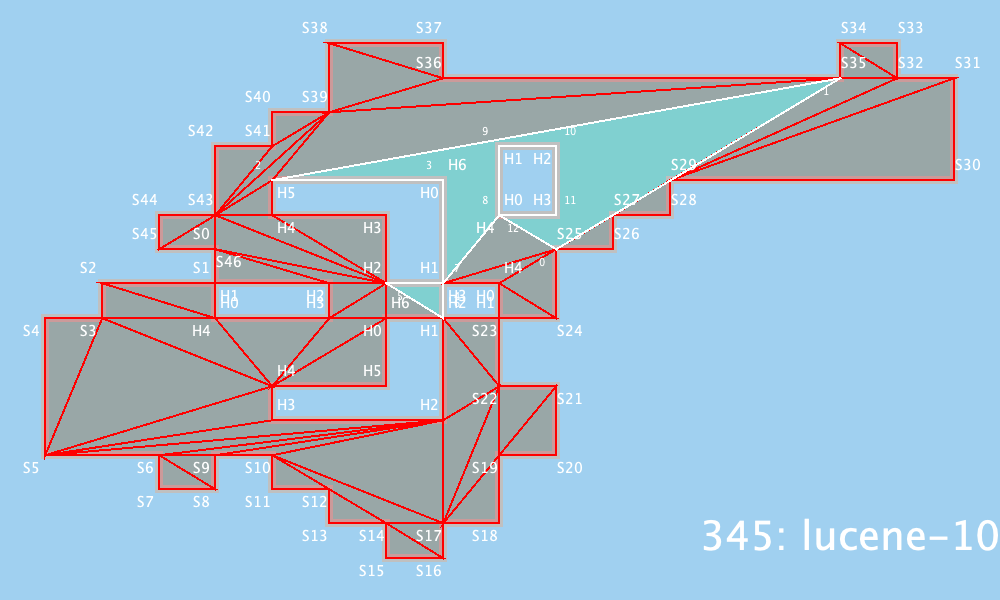 S38 S37 S34 S33
S36 S35 S32 S31
1
S40 S39
S42 S41 9 10
2 3 H6 H1 H2 S29 S30
S44 S43 H5 H0 8 H0 H3 11 S27 S28
S45 S0 H4 H3 H4 12 S25 S26
S2 S1 S46 H2 H1 7 H4 0
H1 H0 H2 H3 H6 H3 H2 H0 H1
S4 S3 H4 H0 H1 S23 S24
H4 H5
H3 H2 S22 S21
S5 S6 S9 S10 S19 S20
S7 S8 S11 S12
S13 S14 S17 S18
S15 S16
345: lucene-10